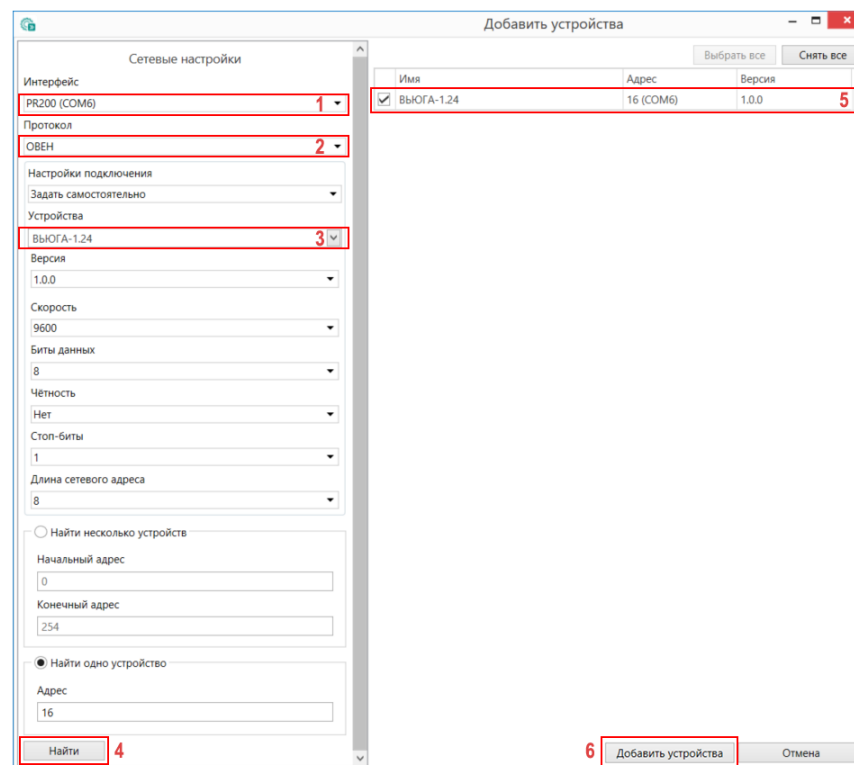 Добавить устройства
Сетевые настройки
Интерфейс
PR200 (COM6) 1
Протокол
ОВЕН 2
Настройки подключения
Задать самостоятельно
Устройства
ВЬЮГА-1.24 3
Версия
1.0.0
Скорость
9600
Биты данных
8
Чётность
Нет
Стоп-биты
1
Длина сетевого адреса
8
Найти несколько устройств
Начальный адрес
0
Конечный адрес
254
Найти одно устройство
Адрес
16
Найти 4
Выбрать все Снять все
Имя Адрес Версия
ВЬЮГА-1.24 16 (COM6) 1.0.0 5
6 Добавить устройства Отмена